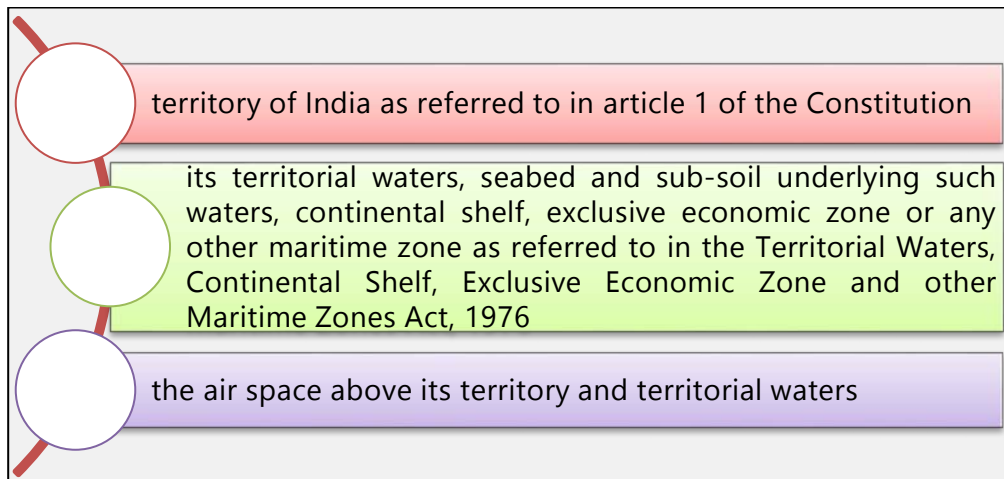 territory of India as referred to in article 1 of the Constitution
its territorial waters, seabed and sub-soil underlying such
waters, continental shelf, exclusive economic zone or any
other maritime zone as referred to in the Territorial Waters,
Continental Shelf, Exclusive Economic Zone and other
Maritime Zones Act, 1976
the air space above its territory and territorial waters